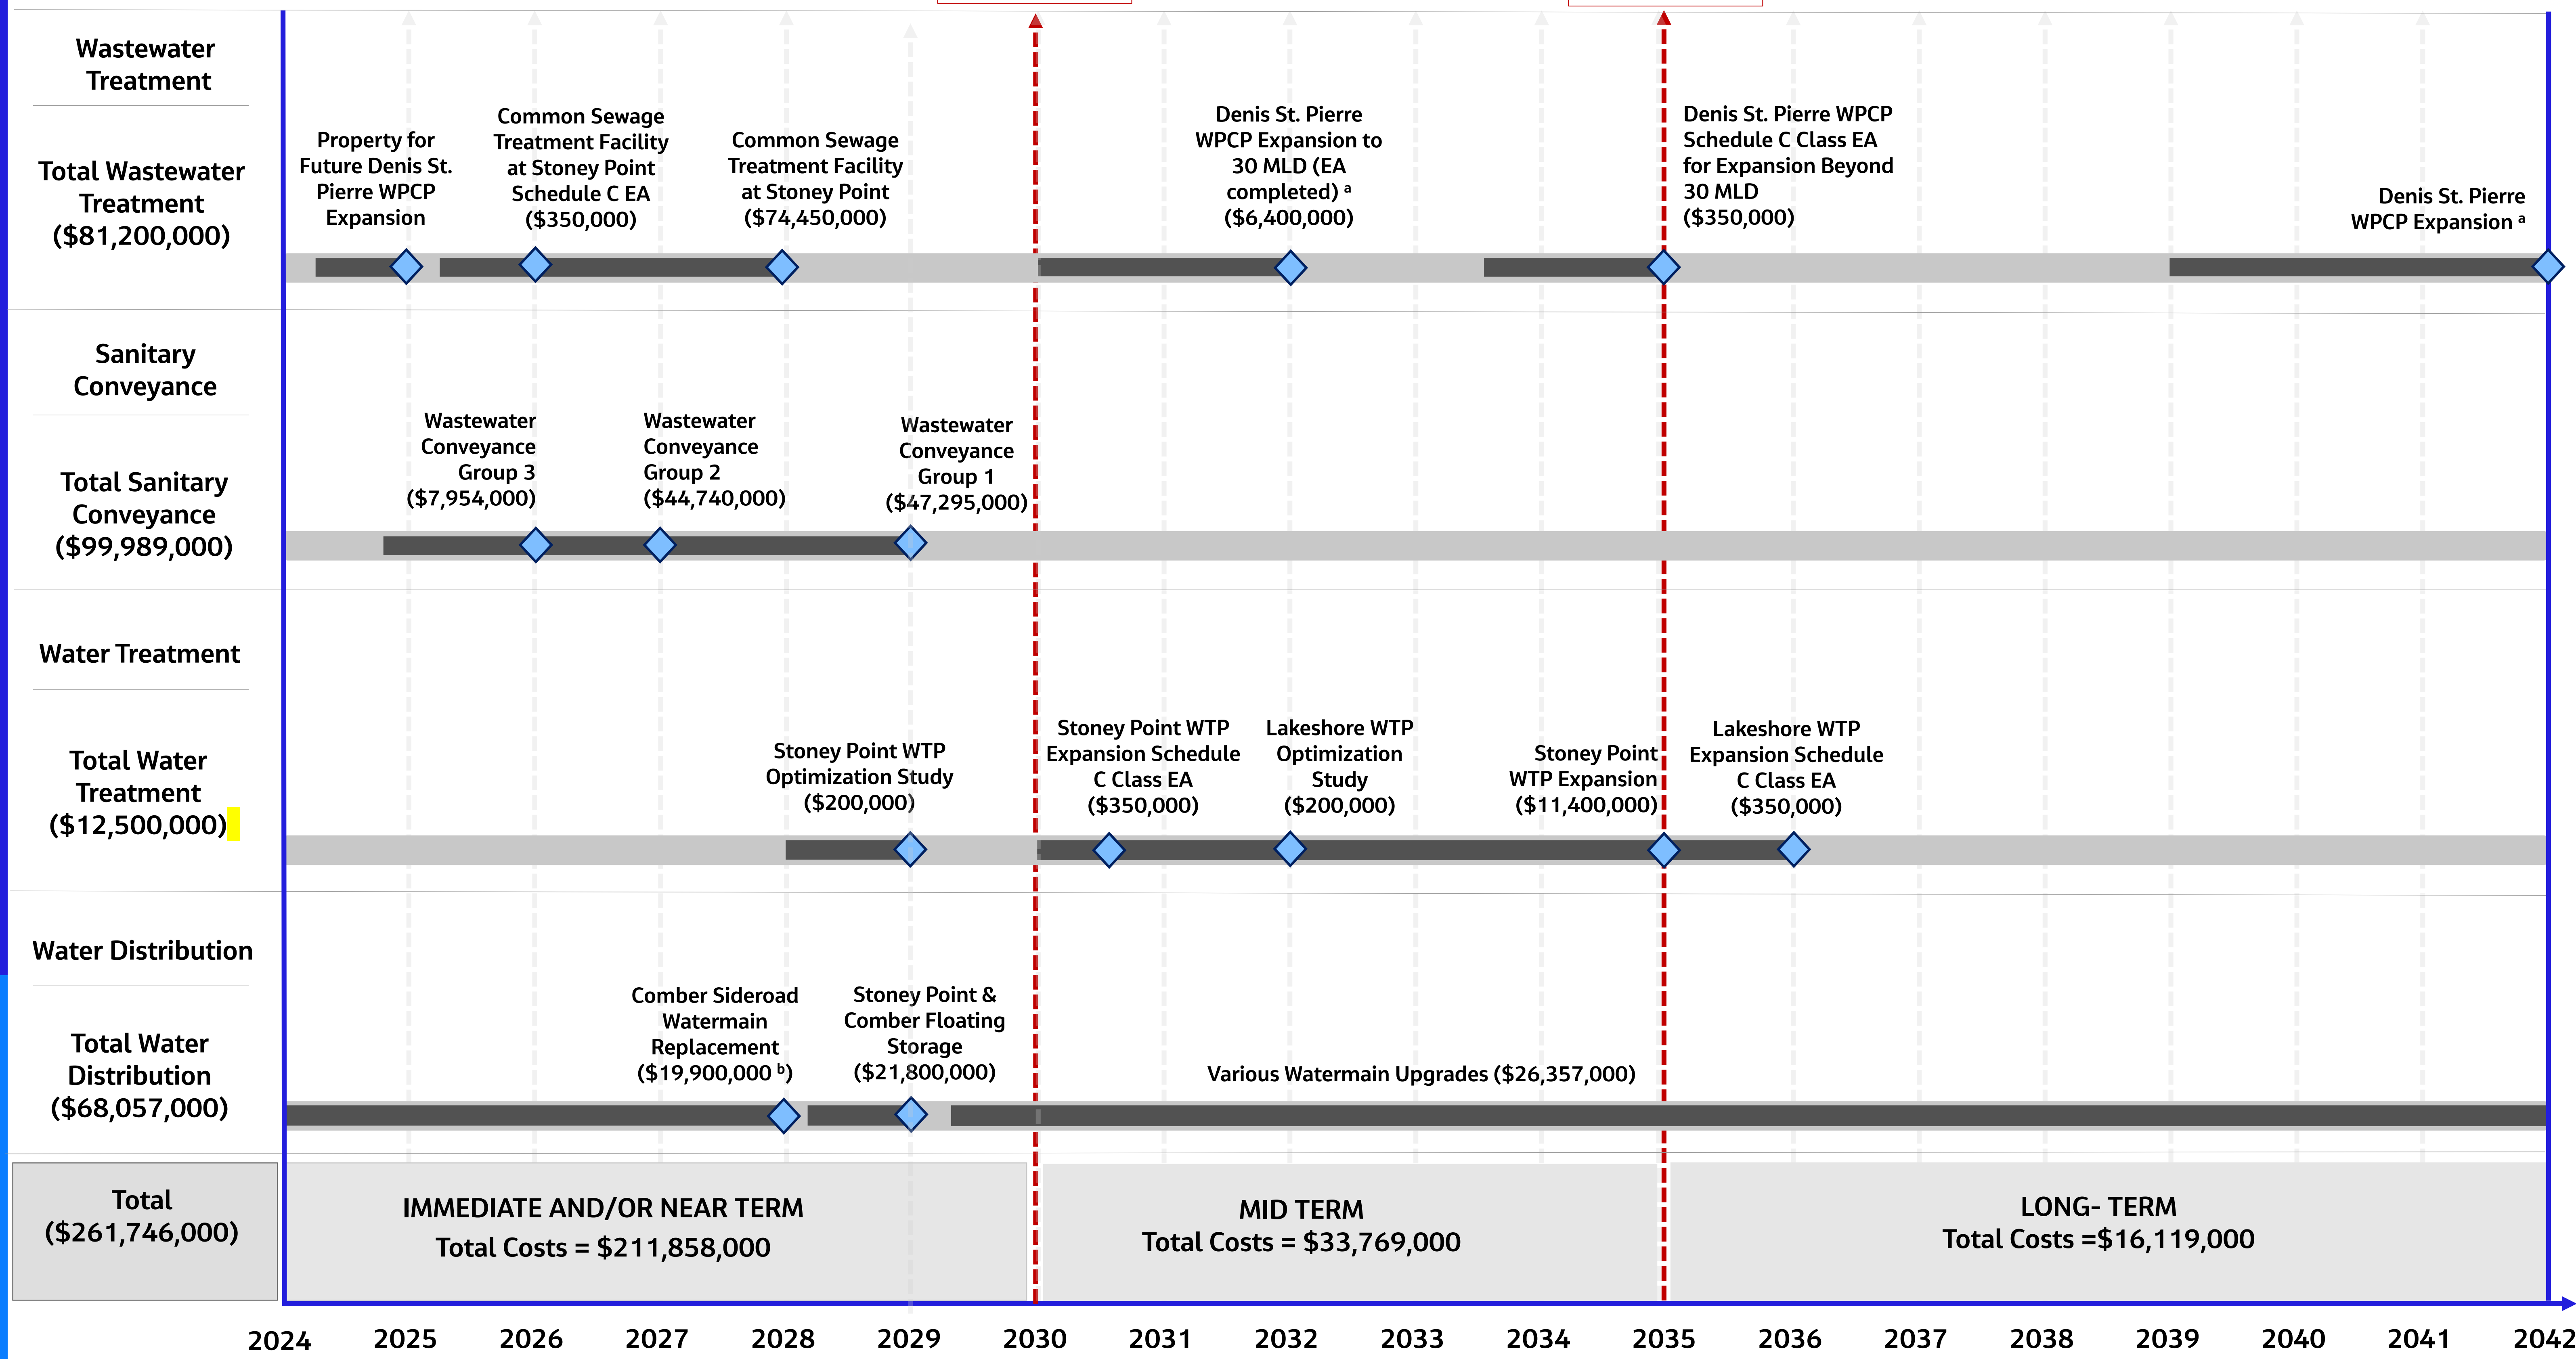 Wastewater
Treatment
Total Wastewater
Treatment
($81,200,000)
Property for
Future Denis St.
Pierre WPCP
Expansion
Common Sewage
Treatment Facility
at Stoney Point
Schedule C EA
($350,000)
Common Sewage
Treatment Facility
at Stoney Point
($74,450,000)
Denis St. Pierre
WPCP Expansion to
30 MLD (EA
completed) ᵃ
($6,400,000)
Denis St. Pierre WPCP
Schedule C Class EA
for Expansion Beyond
30 MLD
($350,000)
Denis St. Pierre
WPCP Expansion ᵃ
Sanitary
Conveyance
Total Sanitary
Conveyance
($99,989,000)
Wastewater
Conveyance
Group 3
($7,954,000)
Wastewater
Conveyance
Group 2
($44,740,000)
Wastewater
Conveyance
Group 1
($47,295,000)
Water Treatment
Total Water
Treatment
($12,500,000)
Stoney Point WTP
Optimization Study
($200,000)
Stoney Point WTP
Expansion Schedule
C Class EA
($350,000)
Lakeshore WTP
Optimization
Study
($200,000)
Stoney Point
WTP Expansion
($11,400,000)
Lakeshore WTP
Expansion Schedule
C Class EA
($350,000)
Water Distribution
Total Water
Distribution
($68,057,000)
Comber Sideroad
Watermain
Replacement
($19,900,000 ᵇ)
Stoney Point &
Comber Floating
Storage
($21,800,000)
Various Watermain Upgrades ($26,357,000)
Total
($261,746,000)
IMMEDIATE AND/OR NEAR TERM
Total Costs = $211,858,000
MID TERM
Total Costs = $33,769,000
LONG- TERM
Total Costs =$16,119,000
2024 2025 2026 2027 2028 2029 2030 2031 2032 2033 2034 2035 2036 2037 2038 2039 2040 2041 2042